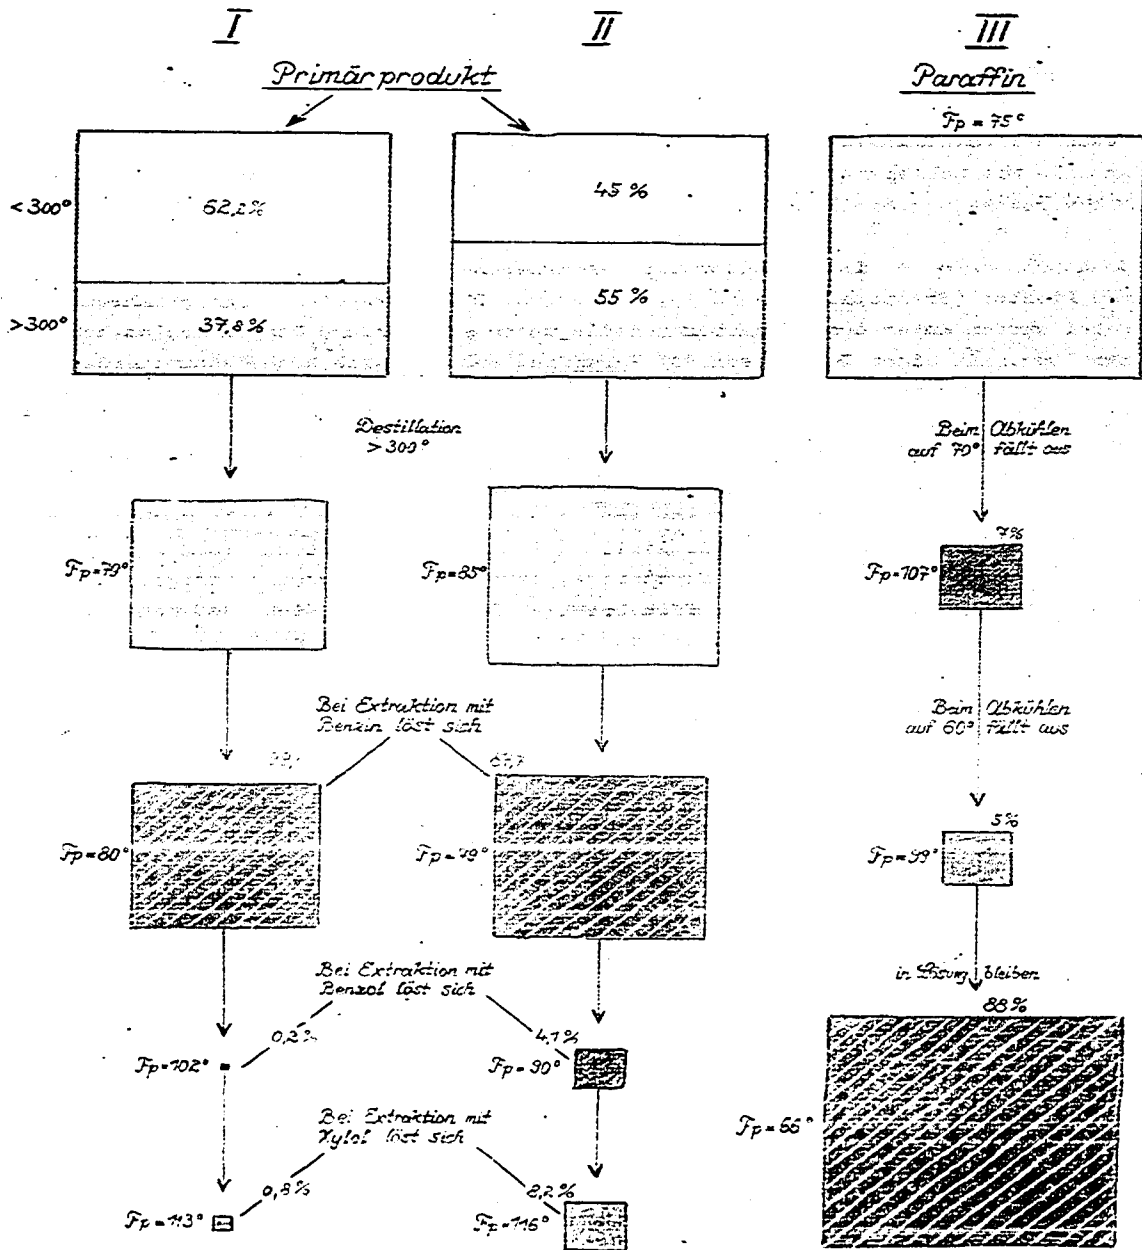 I
II
III
Primärprodukt
Paraffin
Fp = 75°
<300°
62,2%
45 %
>300°
37,8%
55 %
Destillation
>300°
Beim Abkühlen
auf 70° fällt aus
7%
Fp=79°
Fp=85°
Fp=107°
Bei Extraktion mit
Benzin löst sich
Beim Abkühlen
auf 60° fällt aus
5%
Fp=80°
Fp=79°
Fp=99°
Bei Extraktion mit
Benzol löst sich
in Lösung bleiben
88%
0,2%
4,1%
Fp=102°
Fp=90°
Fp=66°
Bei Extraktion mit
Xylol löst sich
0,8%
8,2%
Fp=113°
Fp=116°